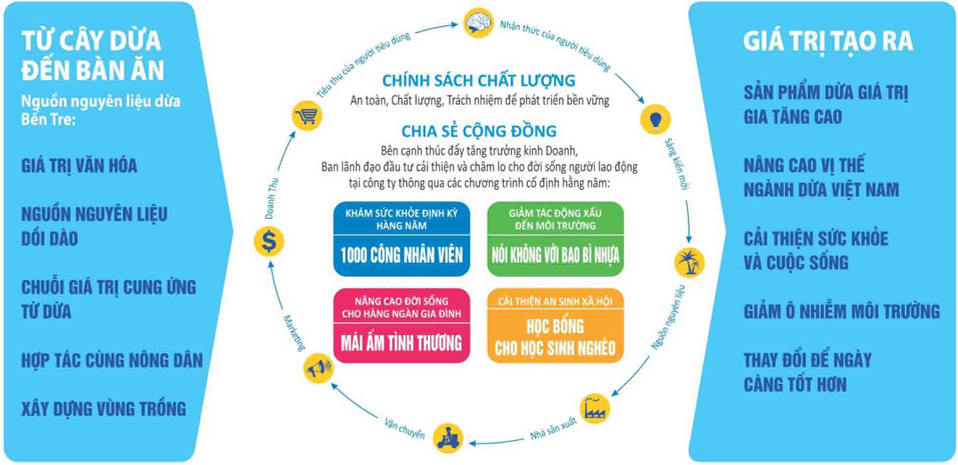 TỪ CÂY DỪA
ĐẾN BÀN ĂN
Nguồn nguyên liệu dừa
Bến Tre:
GIÁ TRỊ VĂN HÓA
NGUỒN NGUYÊN LIỆU
DỒI DÀO
CHUỖI GIÁ TRỊ CUNG ỨNG
TỪ DỪA
HỢP TÁC CÙNG NÔNG DÂN
XÂY DỰNG VÙNG TRỒNG
Nhận thức của người tiêu dùng
Sáng kiến mới
Nguồn nguyên liệu
Nhà sản xuất
Vận chuyển
Marketing
Doanh Thu
Tiêu thụ của người tiêu dùng
CHÍNH SÁCH CHẤT LƯỢNG
An toàn, Chất lượng, Trách nhiệm để phát triển bền vững
CHIA SẺ CỘNG ĐỒNG
Bên cạnh thúc đẩy tăng trưởng kinh Doanh,
Ban lãnh đạo đầu tư cải thiện và chăm lo cho đời sống người lao động
tại công ty thông qua các chương trình cố định hằng năm:
KHÁM SỨC KHỎE ĐỊNH KỲ
HÀNG NĂM
1000 CÔNG NHÂN VIÊN
GIẢM TÁC ĐỘNG XẤU
ĐẾN MÔI TRƯỜNG
NÓI KHÔNG VỚI BAO BÌ NHỰA
NÂNG CAO ĐỜI SỐNG
CHO HÀNG NGÀN GIA ĐÌNH
MÁI ẤM TÌNH THƯƠNG
CẢI THIỆN AN SINH XÃ HỘI
HỌC BỔNG
CHO HỌC SINH NGHÈO
GIÁ TRỊ TẠO RA
SẢN PHẨM DỪA GIÁ TRỊ
GIA TĂNG CAO
NÂNG CAO VỊ THẾ
NGÀNH DỪA VIỆT NAM
CẢI THIỆN SỨC KHỎE
VÀ CUỘC SỐNG
GIẢM Ô NHIỄM MÔI TRƯỜNG
THAY ĐỔI ĐỂ NGÀY
CÀNG TỐT HƠN